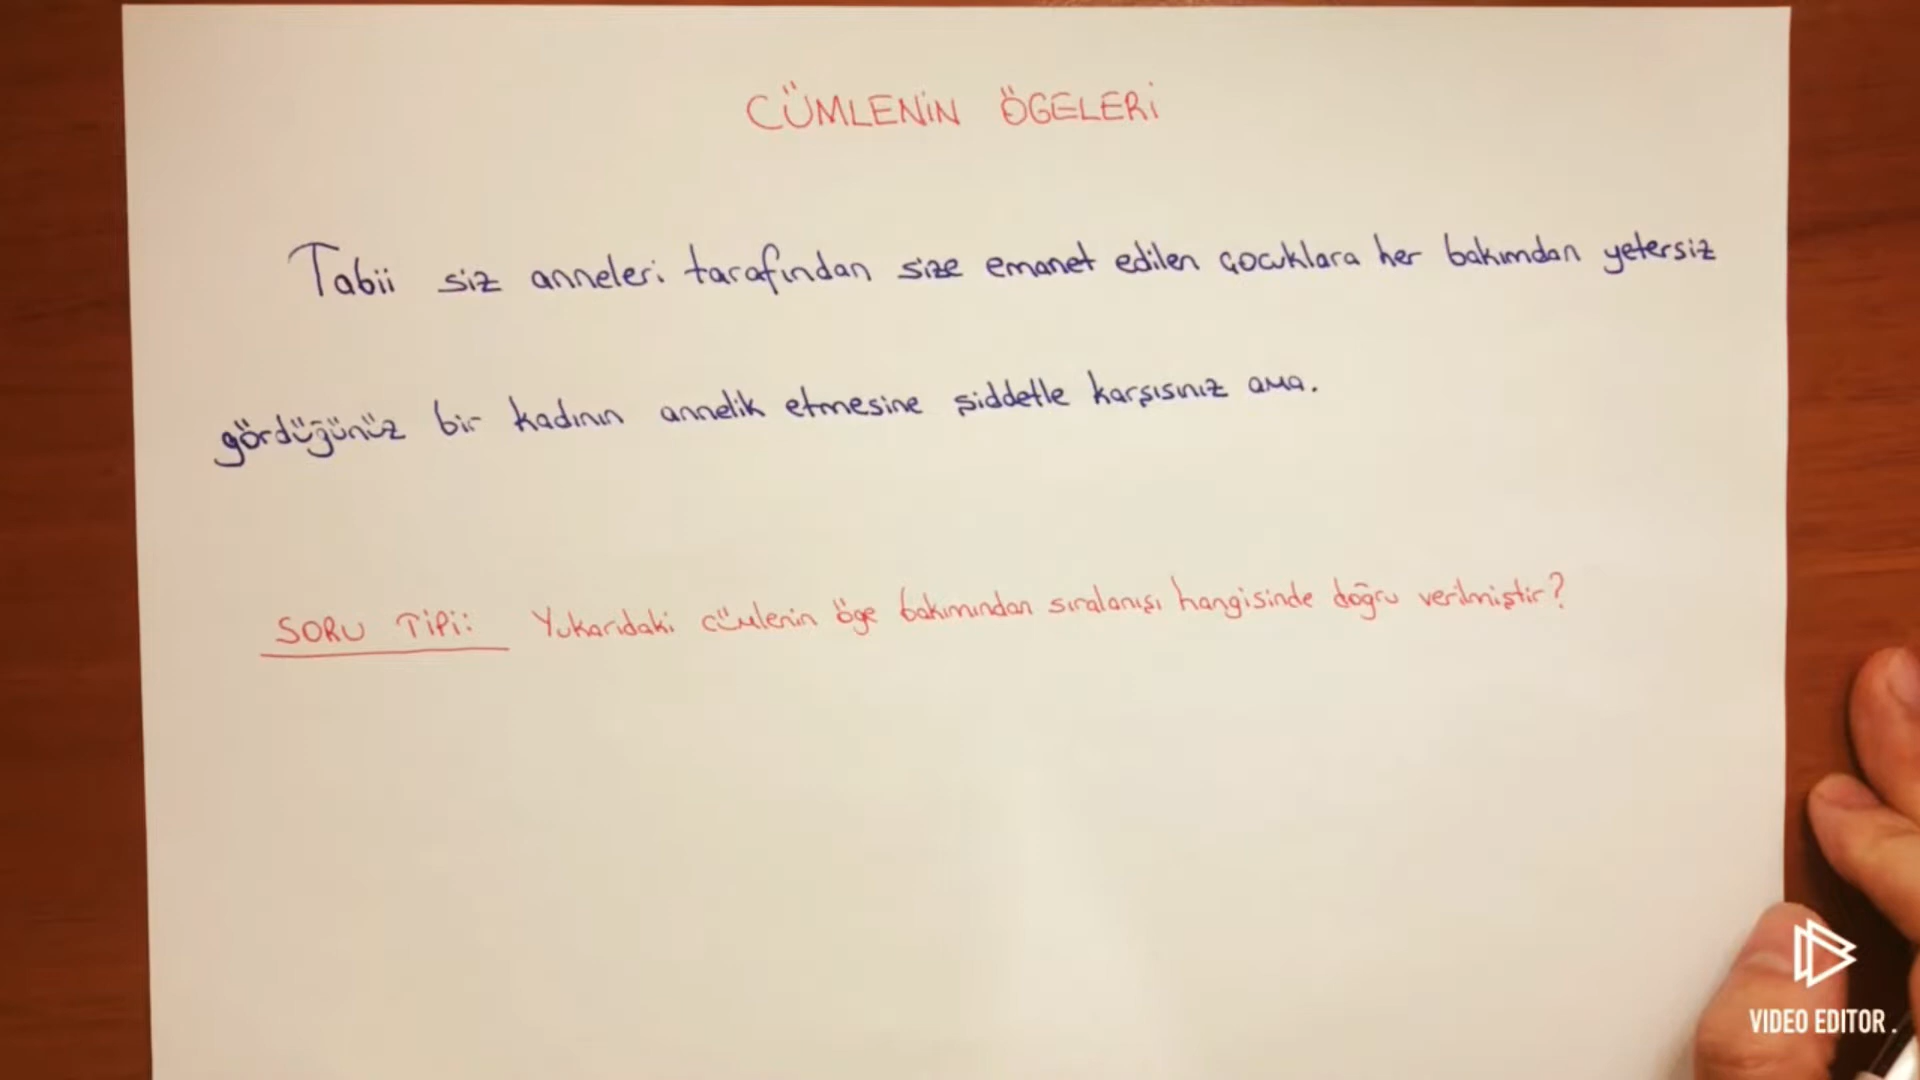 CÜMLENİN ÖGELERİ
Tabii siz anneleri tarafından size emanet edilen çocuklara her bakımdan yetersiz
gördüğünüz bir kadının annelik etmesine şiddetle karşısınız ama.
SORU TİPİ: Yukarıdaki cümlenin öge bakımından sıralanışı hangisinde doğru verilmiştir?
VIDEO EDITOR.